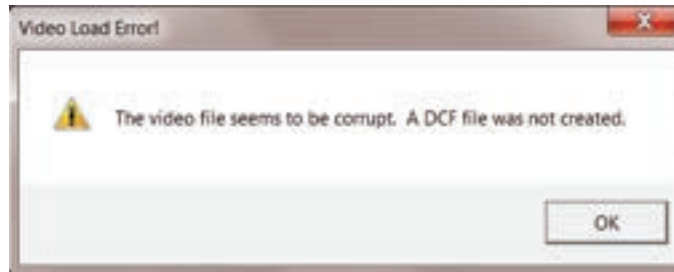 Video Load Error!
The video file seems to be corrupt. A DCF file was not created.
OK